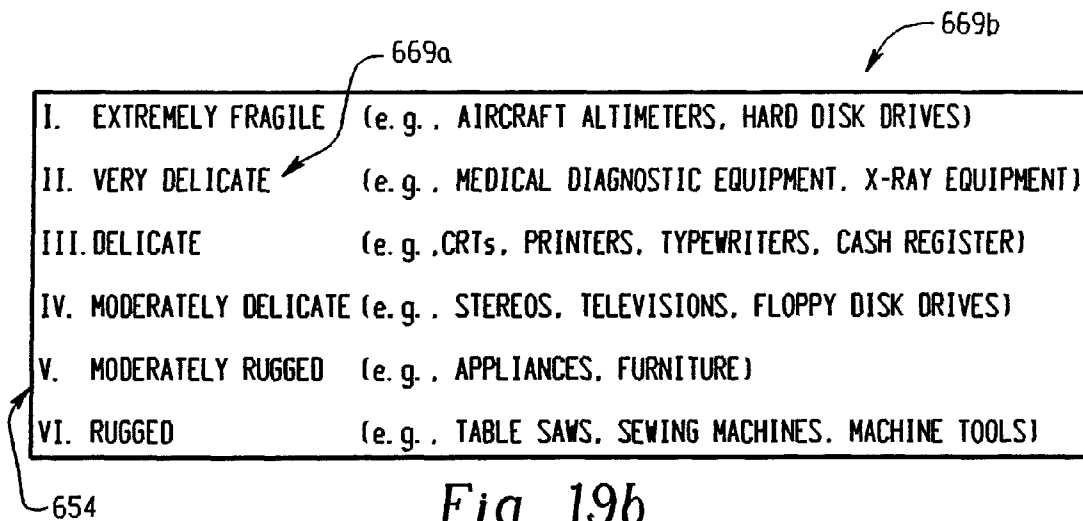 669b
669a
I. EXTREMELY FRAGILE (e.g., AIRCRAFT ALTIMETERS, HARD DISK DRIVES)
II. VERY DELICATE (e.g., MEDICAL DIAGNOSTIC EQUIPMENT, X-RAY EQUIPMENT)
III. DELICATE (e.g.,CRTs, PRINTERS, TYPEWRITERS, CASH REGISTER)
IV. MODERATELY DELICATE (e.g., STEREOS, TELEVISIONS, FLOPPY DISK DRIVES)
V. MODERATELY RUGGED (e.g., APPLIANCES, FURNITURE)
VI. RUGGED (e.g., TABLE SAWS, SEWING MACHINES, MACHINE TOOLS)
654
Fig 19b